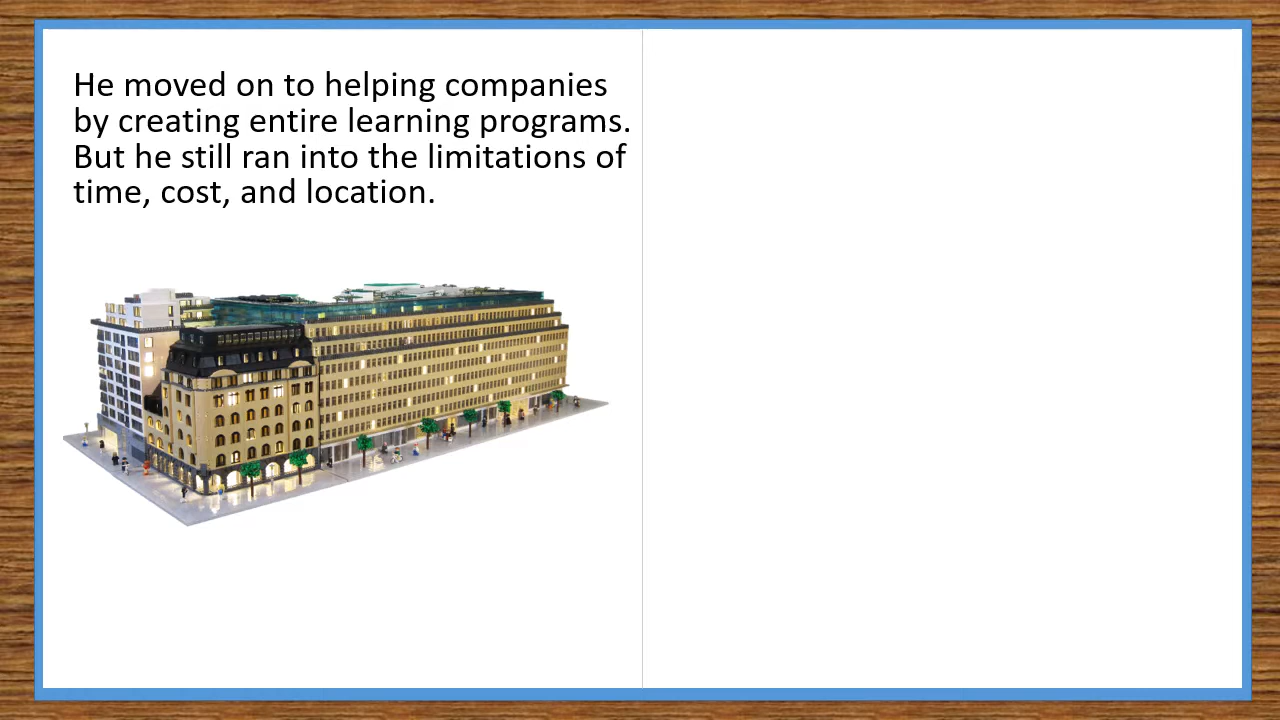 He moved on to helping companies
by creating entire learning programs.
But he still ran into the limitations of
time, cost, and location.